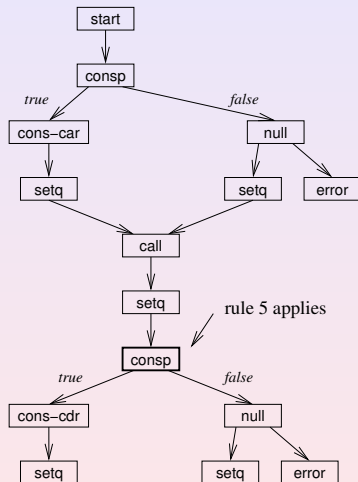 start
consp
true
false
cons-car
null
setq
setq
error
call
setq
rule 5 applies
consp
true
false
cons-cdr
null
setq
setq
error